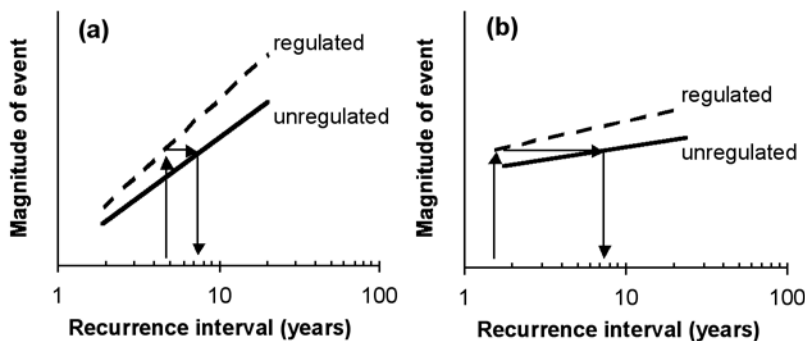 (a)
regulated
unregulated
Magnitude of event
1
10
100
Recurrence interval (years)
(b)
regulated
unregulated
Magnitude of event
1
10
100
Recurrence interval (years)